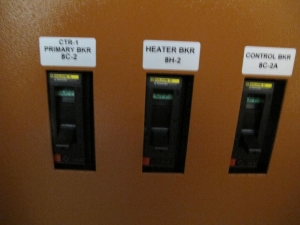 CTR-1
PRIMARY BKR
8C-2
HEATER BKR
8H-2
CONTROL BKR
8C-2A